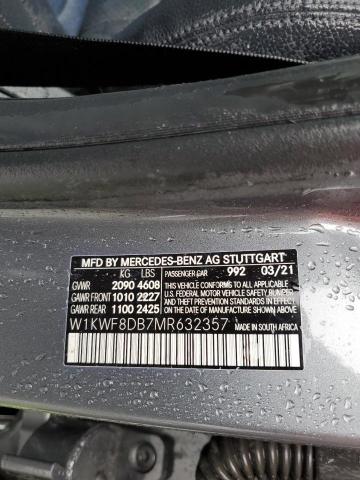 MFD BY MERCEDES-BENZ AG STUTTGART
KG LBS PASSENGER CAR 992 03/21
GVWR 2090 4608 THIS VEHICLE CONFORMS TO ALL APPLICABLE
GAWR FRONT 1010 2227 U.S. FEDERAL MOTOR VEHICLE SAFETY, BUMPER
GAWR REAR 1100 2425 AND THEFT PREVENTION STANDARDS IN EFFECT ON THE DATE OF MANUFACTURE SHOWN ABOVE
W1KWF8DB7MR632357 MADE IN SOUTH AFRICA